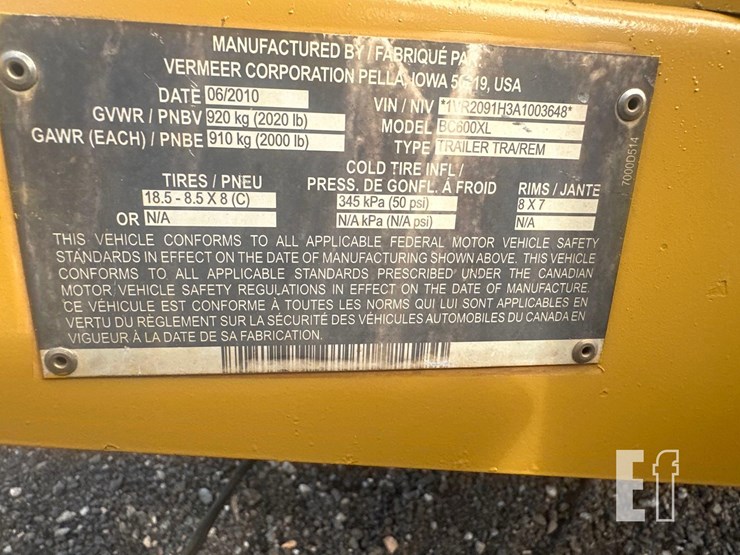 MANUFACTURED BY / FABRIQUÉ PA
VERMEER CORPORATION PELLA, IOWA 50219, USA
DATE 06/2010 VIN / NIV *1VR2091H3A1003648*
GVWR / PNBV 920 kg (2020 lb) MODEL BC600XL
GAWR (EACH) / PNBE 910 kg (2000 lb) TYPE TRAILER TRA/REM
COLD TIRE INFL /
TIRES / PNEU PRESS. DE GONFL. Á FROID RIMS / JANTE
18.5 - 8.5 X 8 (C) 345 kPa (50 psi) 8 X 7
OR N/A N/A kPa (N/A psi) N/A
THIS VEHICLE CONFORMS TO ALL APPLICABLE FEDERAL MOTOR VEHICLE SAFETY
STANDARDS IN EFFECT ON THE DATE OF MANUFACTURING SHOWN ABOVE. THIS VEHICLE
CONFORMS TO ALL APPLICABLE STANDARDS PRESCRIBED UNDER THE CANADIAN
MOTOR VEHICLE SAFETY REGULATIONS IN EFFECT ON THE DATE OF MANUFACTURE.
CE VÉHICULE EST CONFORME À TOUTES LES NORMS QUI LUI SONT APPLICABLES EN
VERTU DU RÉGLEMENT SUR LA SÉCURITÉ DES VÉHICULES AUTOMOBILES DU CANADA EN
VIGUEUR À LA DATE DE SA FABRICATION.
7000D514
Ef